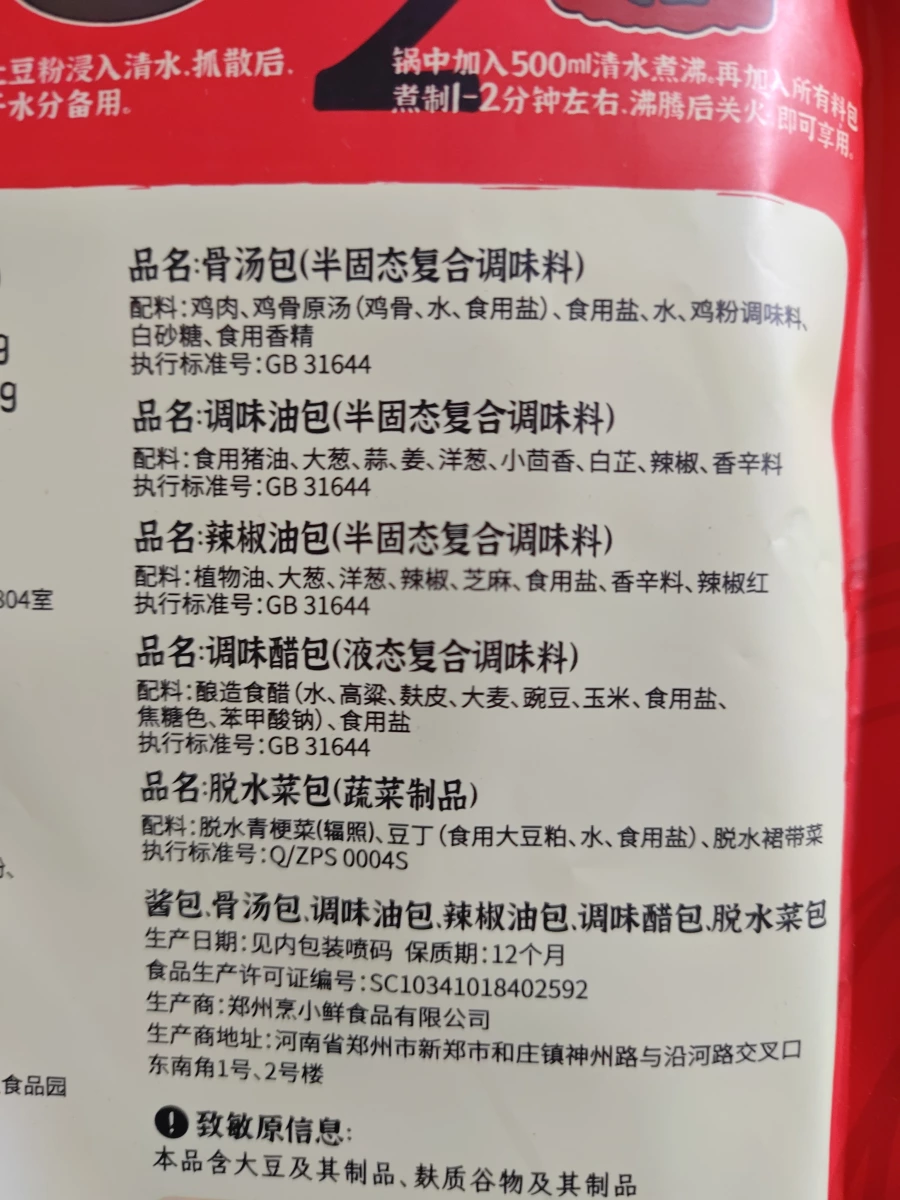 豆粉浸入清水.抓散后.
水分备用。
锅中加入500ml清水煮沸。再加入所有料包
煮制1-2分钟左右.沸腾后关火.即可享用。
品名:骨汤包(半固态复合调味料)
配料:鸡肉、鸡骨原汤(鸡骨、水、食用盐)、食用盐、水、鸡粉调味料、
白砂糖、食用香精
执行标准号:GB 31644
g
g
品名:调味油包(半固态复合调味料)
配料:食用猪油、大葱、蒜、姜、洋葱、小茴香、白芷、辣椒、香辛料
执行标准号:GB 31644
品名:辣椒油包(半固态复合调味料)
配料:植物油、大葱、洋葱、辣椒、芝麻、食用盐、香辛料、辣椒红
执行标准号:GB 31644
304室
品名:调味醋包(液态复合调味料)
配料:酿造食醋(水、高粱、麸皮、大麦、豌豆、玉米、食用盐、
焦糖色、苯甲酸钠)、食用盐
执行标准号:GB 31644
品名:脱水菜包(蔬菜制品)
配料:脱水青梗菜(辐照)、豆丁(食用大豆粕、水、食用盐)、脱水裙带菜
执行标准号:Q/ZPS 0004S
酱包、骨汤包、调味油包、辣椒油包、调味醋包、脱水菜包
生产日期:见内包装喷码 保质期:12个月
食品生产许可证编号:SC10341018402592
生产商:郑州烹小鲜食品有限公司
生产商地址:河南省郑州市新郑市和庄镇神州路与沿河路交叉口
东南角1号、2号楼
食品园
致敏原信息:
本品含大豆及其制品、麸质谷物及其制品